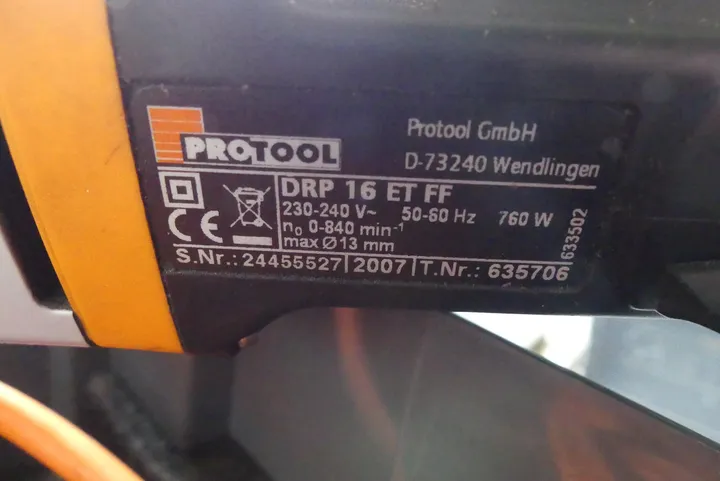 PROTOOL
Protool GmbH
D-73240 Wendlingen
DRP 16 ET FF
230-240 V~ 50-60 Hz 760 W
n₀ 0-840 min⁻¹
max Ø 13 mm
CE
633502
S.Nr.: 24455527 | 2007 | T.Nr.: 635706